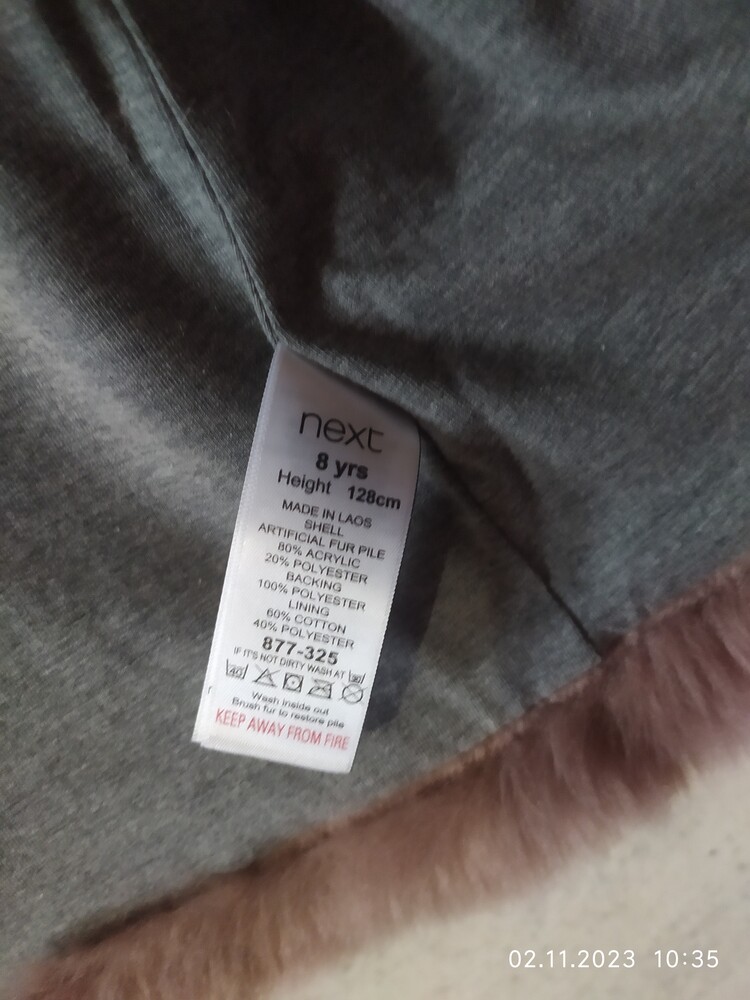 next
8 yrs
Height 128cm
MADE IN LAOS
SHELL
ARTIFICIAL FUR PILE
80% ACRYLIC
20% POLYESTER
BACKING
100% POLYESTER
LINING
60% COTTON
40% POLYESTER
877-325
IF IT'S NOT DIRTY WASH AT 30
40
Wash inside out
Brush fur to restore pile
KEEP AWAY FROM FIRE
02.11.2023 10:35